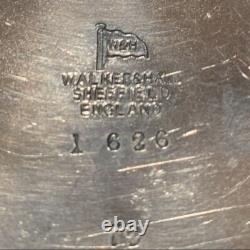 W&H
WALKER&HALL
SHEFFIELD
ENGLAND
1 626